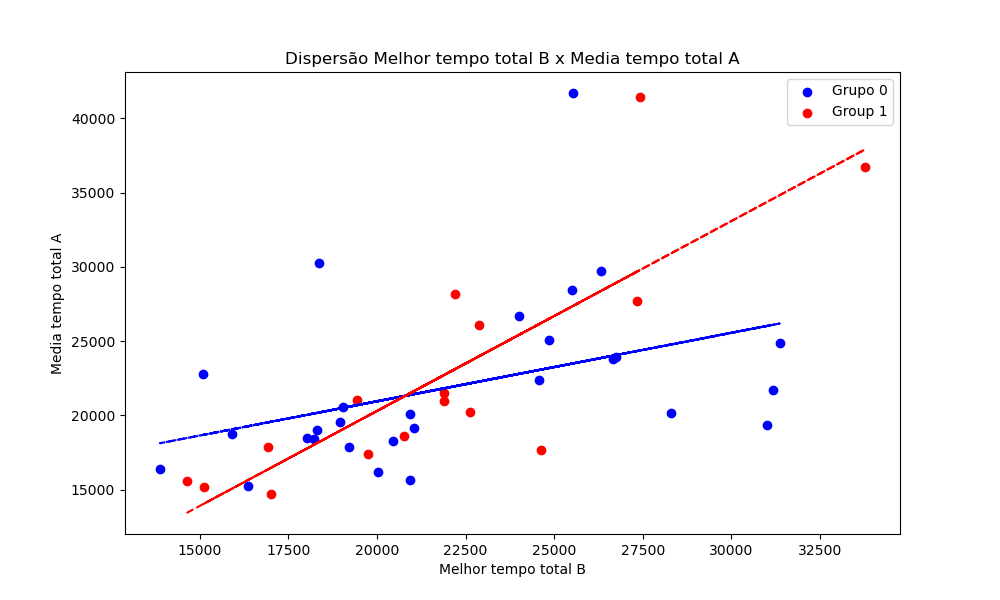 Dispersão Melhor tempo total B x Media tempo total A
Grupo 0
Group 1
Media tempo total A
40000
35000
30000
25000
20000
15000
15000 17500 20000 22500 25000 27500 30000 32500
Melhor tempo total B